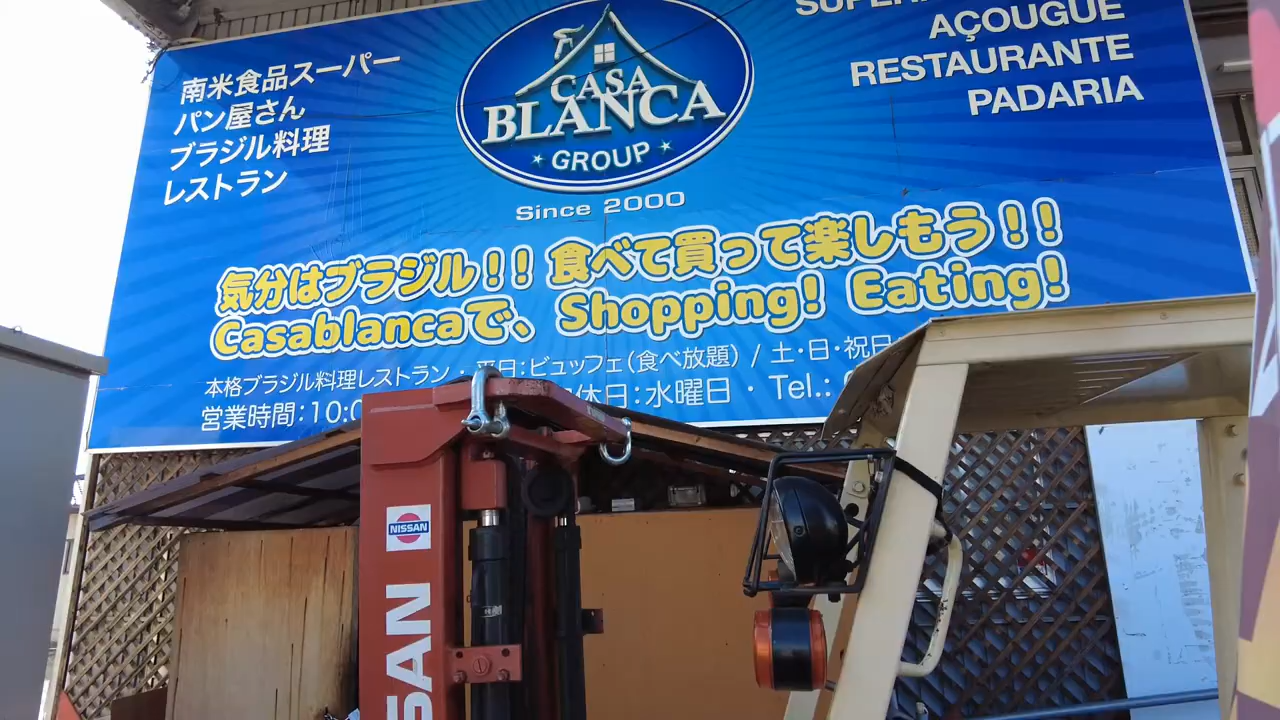 南米食品スーパー
パン屋さん
ブラジル料理
レストラン
CASA
BLANCA
GROUP
Since 2000
AÇOUGUE
RESTAURANTE
PADARIA
気分はブラジル!! 食べて買って楽しもう!!
Casablancaで、Shopping! Eating!
本格ブラジル料理レストラン・平日:ビュッフェ(食べ放題) / 土・日・祝日
営業時間:10:0 休日:水曜日・Tel.:
NISSAN
SAN